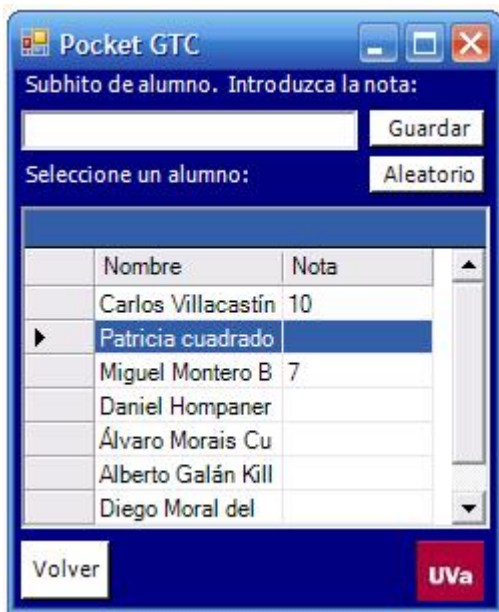 Pocket GTC
Subhito de alumno. Introduzca la nota:
Guardar
Seleccione un alumno: Aleatorio
Nombre Nota
Carlos Villacastín 10
Patricia cuadrado
Miguel Montero B 7
Daniel Hompaner
Álvaro Morais Cu
Alberto Galán Kill
Diego Moral del
Volver UVa